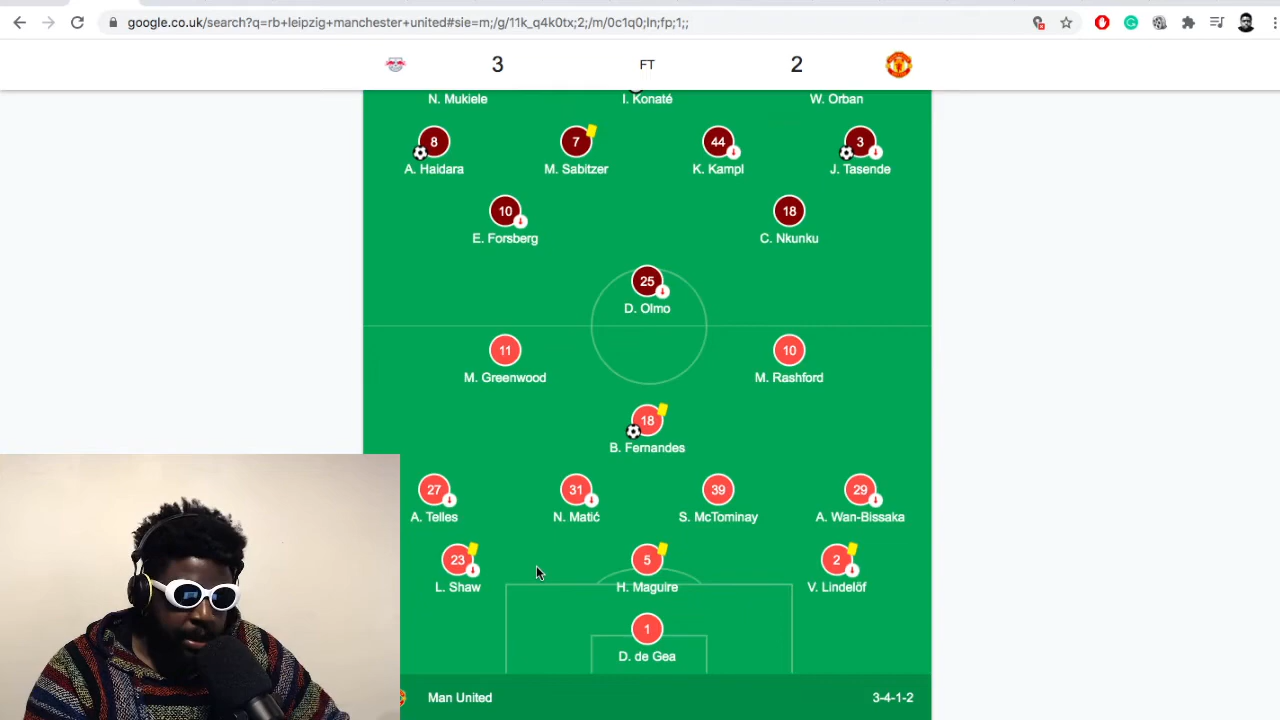 google.co.uk/search?q=rb+leipzig+manchester+united#sie=m;/g/11k_q4k0tx;2;/m/0c1q0;ln;fp;1;;
3 FT 2
N. Mukiele I. Konaté W. Orban
8 7 44 3
A. Haidara M. Sabitzer K. Kampl J. Tasende
10 18
E. Forsberg C. Nkunku
25
D. Olmo
11 10
M. Greenwood M. Rashford
18
B. Fernandes
27 31 39 29
A. Telles N. Matić S. McTominay A. Wan-Bissaka
23 5 2
L. Shaw H. Maguire V. Lindelöf
1
D. de Gea
Man United 3-4-1-2